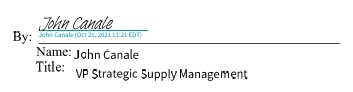 By: John Canale
John Canale (Oct 21, 2021 11:21 EDT)
Name: John Canale
Title: VP Strategic Supply Management